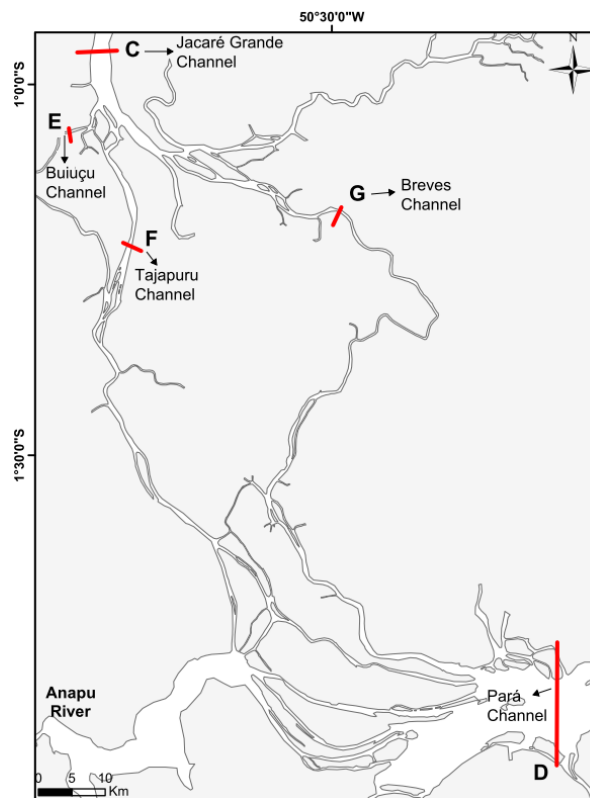 50°30'0"W
N
C
Jacaré Grande
Channel
1°0'0"S
E
Buiuçu
Channel
G
Breves
Channel
F
Tajapuru
Channel
1°30'0"S
Anapu
River
Pará
Channel
D
0 5 10
Km